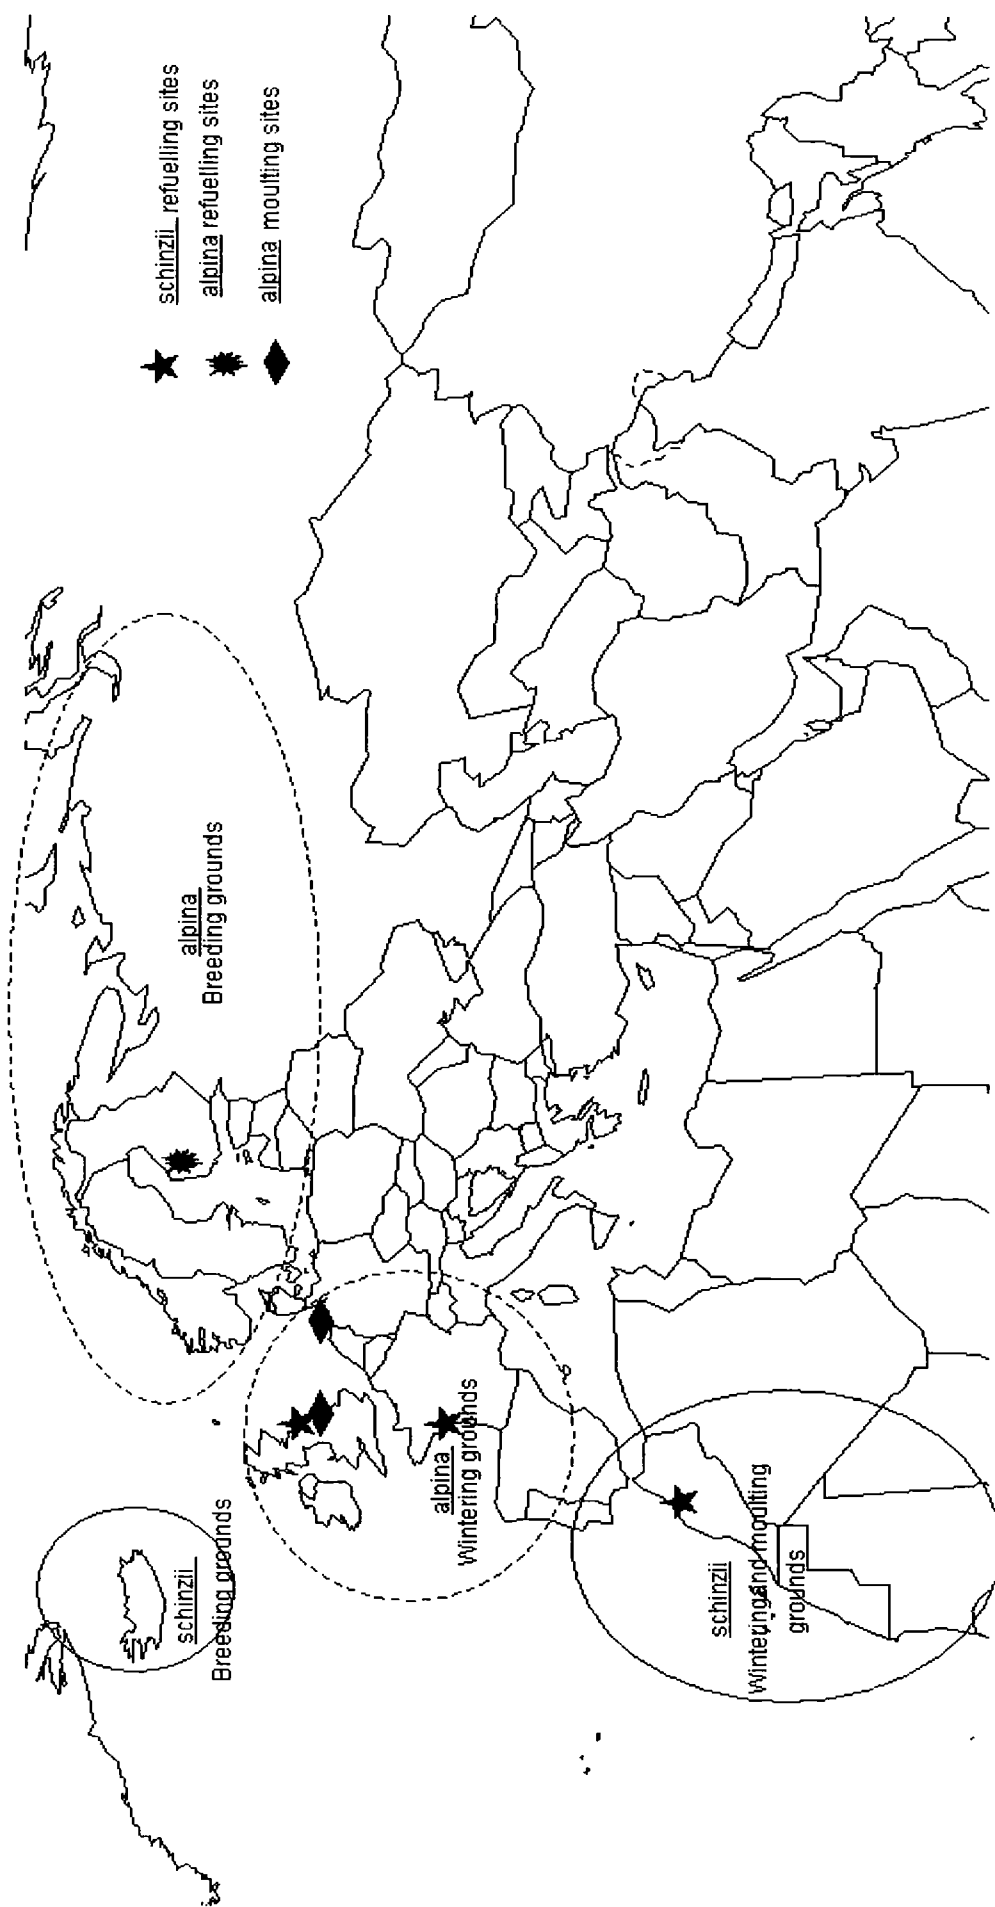 schinzii refuelling sites
alpina refuelling sites
alpina moulting sites
alpina
Breeding grounds
schinzii
Breeding grounds
alpina
Wintering grounds
schinzii
Wintering and moulting
grounds